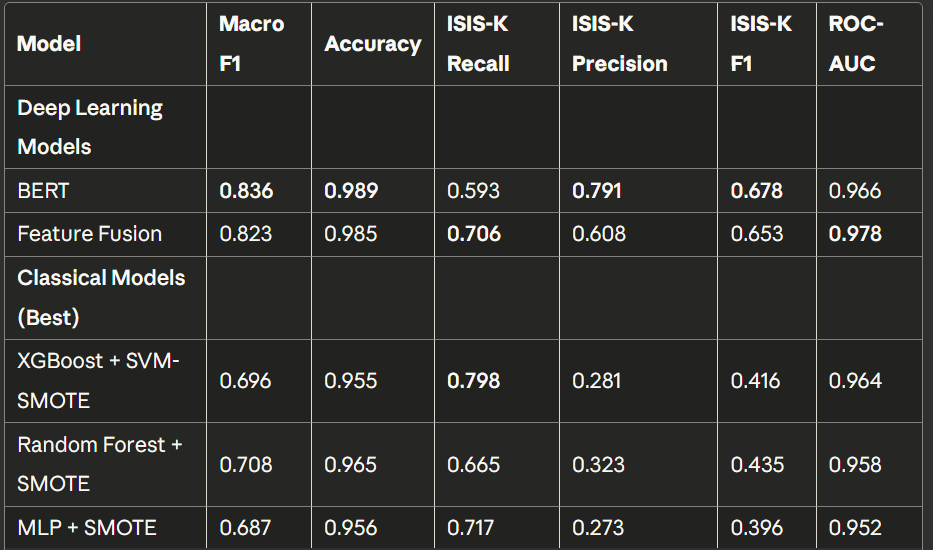 Model Macro F1 Accuracy ISIS-K Recall ISIS-K Precision ISIS-K F1 ROC-AUC
Deep Learning Models
BERT 0.836 0.989 0.593 0.791 0.678 0.966
Feature Fusion 0.823 0.985 0.706 0.608 0.653 0.978
Classical Models (Best)
XGBoost + SVM-SMOTE 0.696 0.955 0.798 0.281 0.416 0.964
Random Forest + SMOTE 0.708 0.965 0.665 0.323 0.435 0.958
MLP + SMOTE 0.687 0.956 0.717 0.273 0.396 0.952